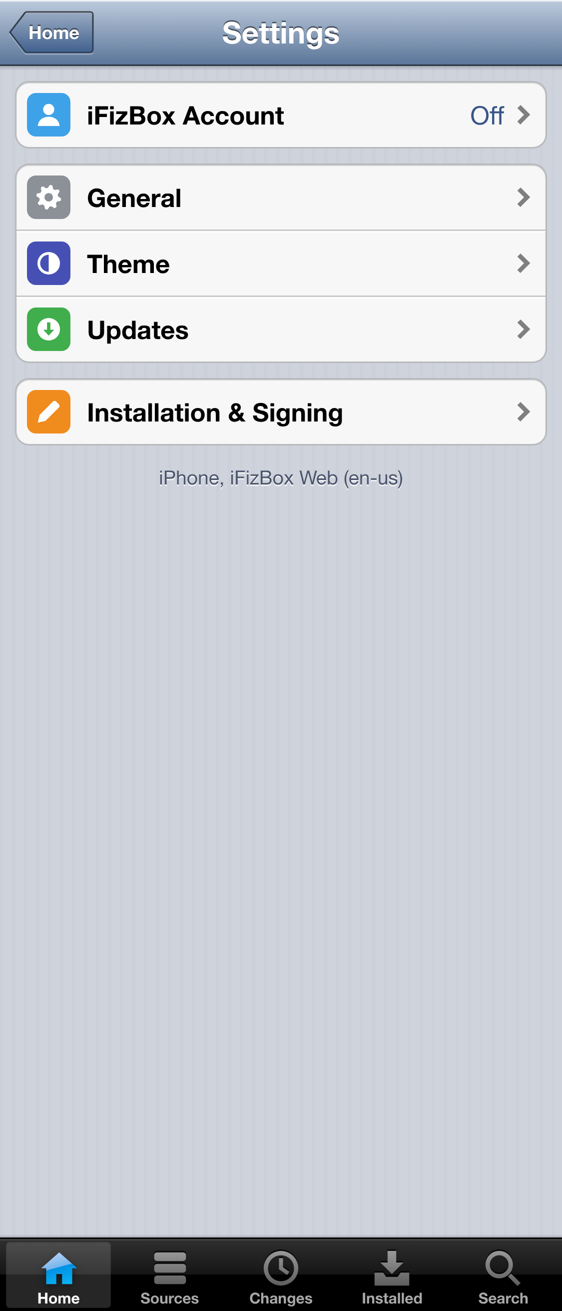 Home
Settings
iFizBox Account
Off
General
Theme
Updates
Installation & Signing
iPhone, iFizBox Web (en-us)
Home
Sources
Changes
Installed
Search